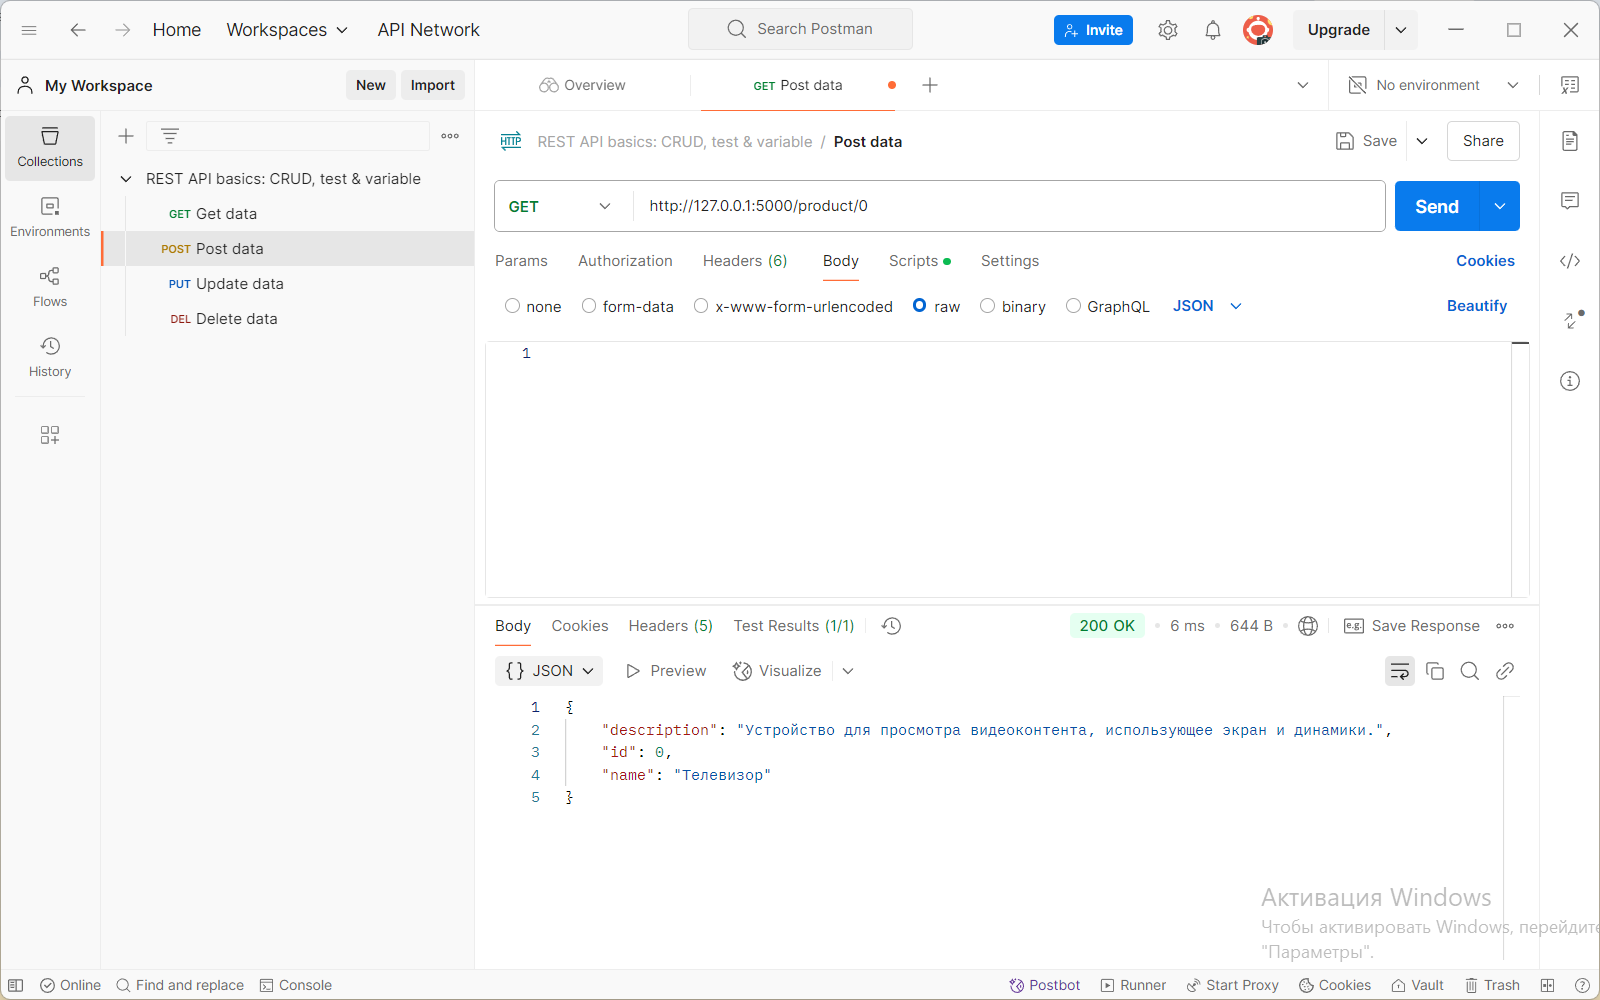 Home Workspaces API Network Search Postman Invite Upgrade
My Workspace New Import Overview GET Post data No environment
Collections
REST API basics: CRUD, test & variable / Post data Save Share
REST API basics: CRUD, test & variable
GET Get data
POST Post data
PUT Update data
DEL Delete data
Environments
Flows
History
GET http://127.0.0.1:5000/product/0 Send
Params Authorization Headers (6) Body Scripts Settings Cookies
none form-data x-www-form-urlencoded raw binary GraphQL JSON Beautify
1
Body Cookies Headers (5) Test Results (1/1) 200 OK • 6 ms • 644 B • e.g. Save Response
{} JSON Preview Visualize
1 {
2 "description": "Устройство для просмотра видеоконтента, использующее экран и динамики.",
3 "id": 0,
4 "name": "Телевизор"
5 }
Активация Windows
Чтобы активировать Windows, перейдите
"Параметры".
Online Find and replace Console Postbot Runner Start Proxy Cookies Vault Trash